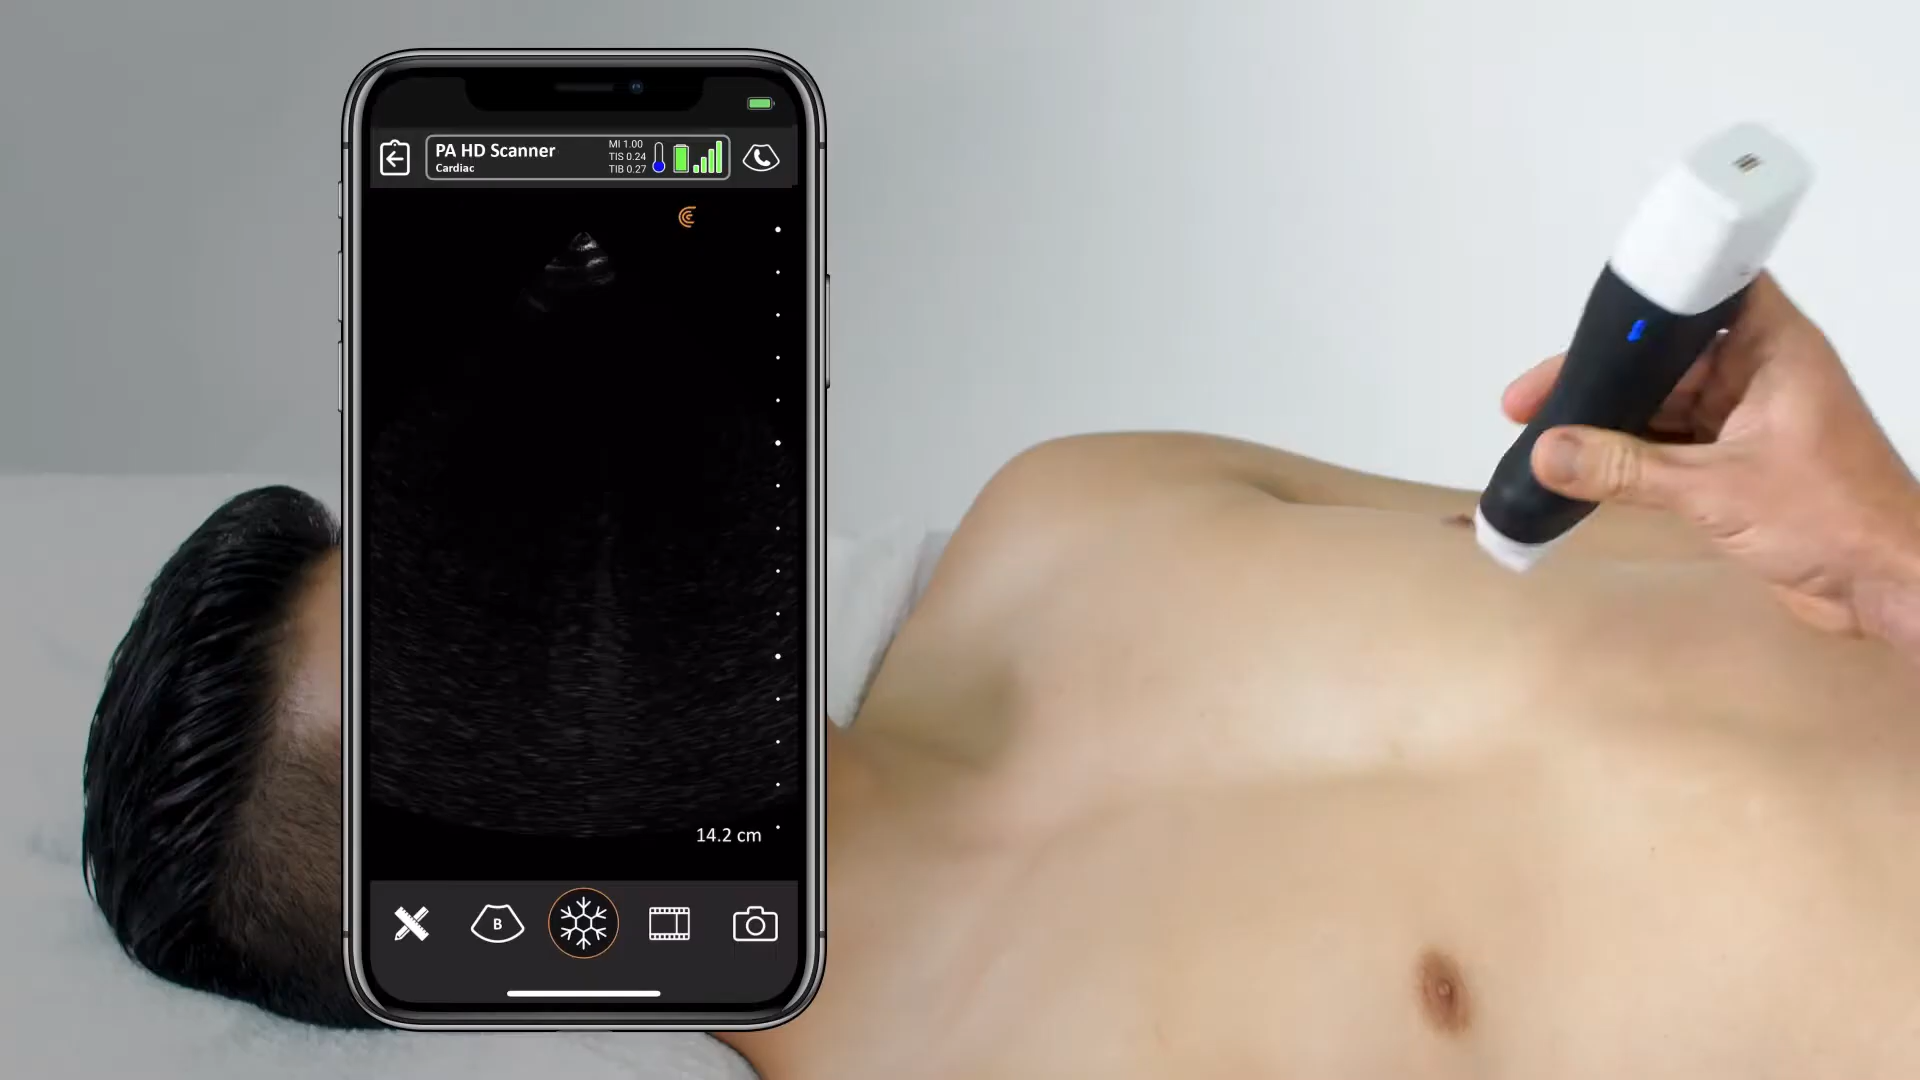 PA HD Scanner
Cardiac
MI 1.00
TIS 0.24
TIB 0.27
14.2 cm
B